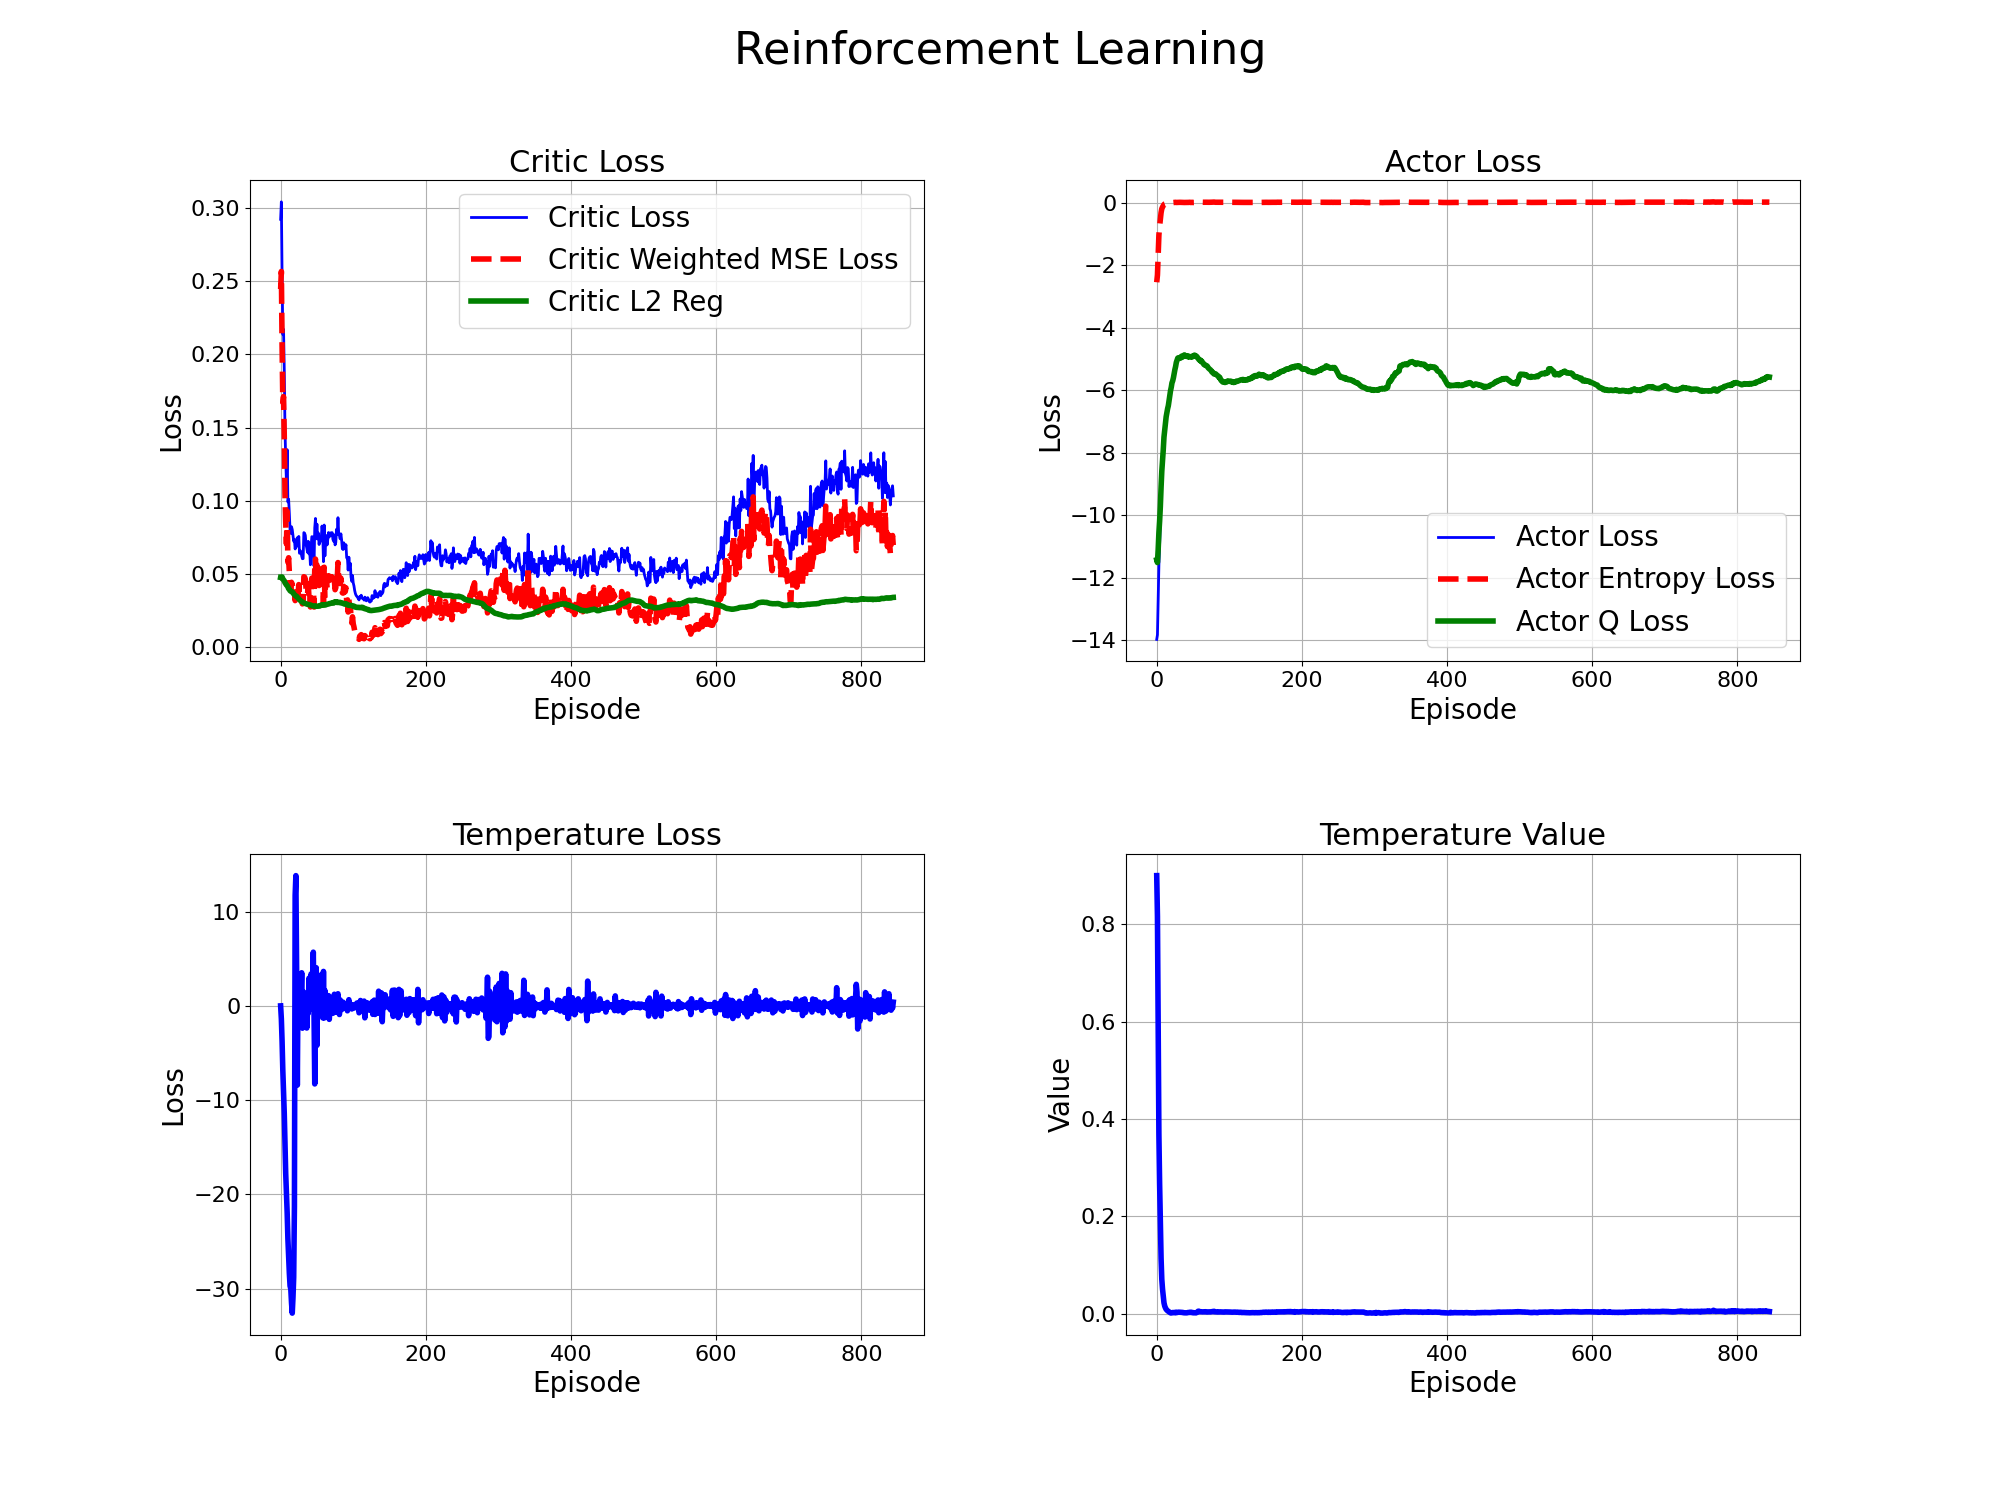 Reinforcement Learning
Critic Loss
0.30
0.25
0.20
0.15
0.10
0.05
0.00
Loss
Critic Loss
Critic Weighted MSE Loss
Critic L2 Reg
0 200 400 600 800
Episode
Actor Loss
0
−2
−4
−6
−8
−10
−12
−14
Loss
Actor Loss
Actor Entropy Loss
Actor Q Loss
0 200 400 600 800
Episode
Temperature Loss
10
0
−10
−20
−30
Loss
0 200 400 600 800
Episode
Temperature Value
0.8
0.6
0.4
0.2
0.0
Value
0 200 400 600 800
Episode